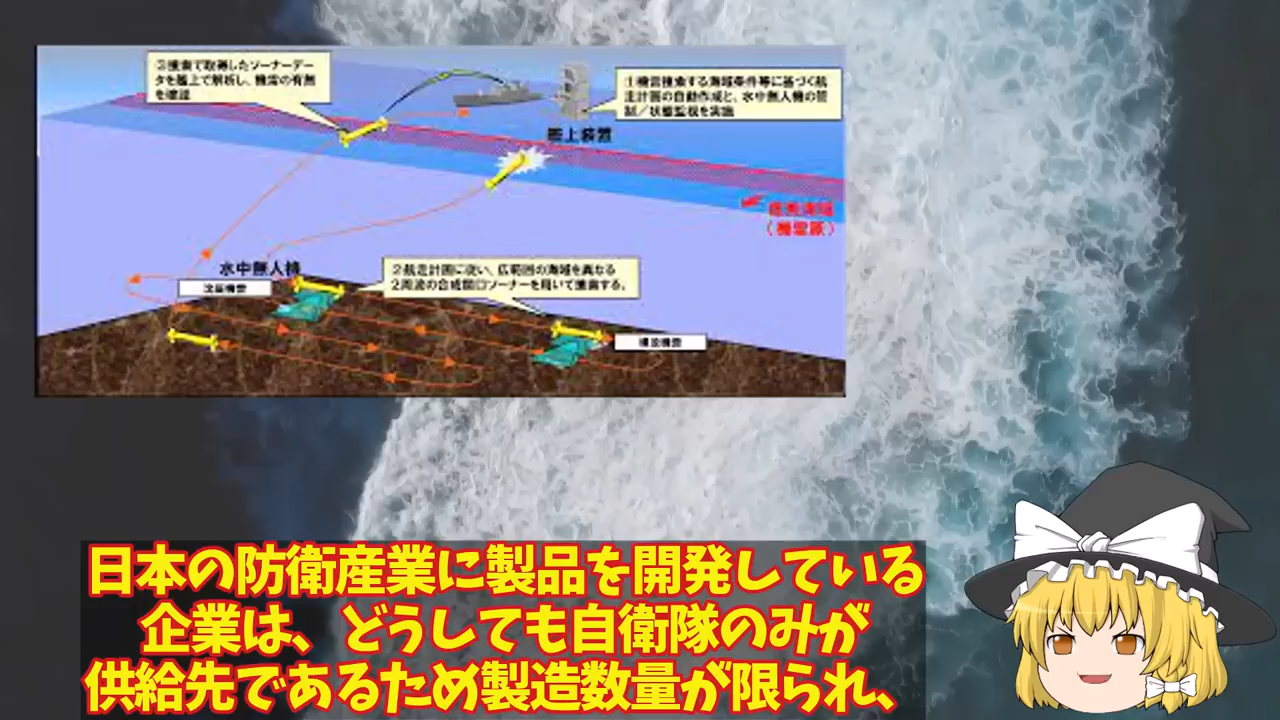 ③捜索で取得したソーナーデー
タを艦上で解析し、機雷の有無
を確認
①機雷捜索する海域条件等に基づく航
走計画の自動作成と、水中無人機の管
制／状態監視を実施
艦上装置
（機雷原）
水中無人機
沈底機雷
②航走計画に従い、広範囲の海域を異なる
2周波の合成開口ソーナーを用いて捜索する。
日本の防衛産業に製品を開発している
企業は、どうしても自衛隊のみが
供給先であるため製造数量が限られ、